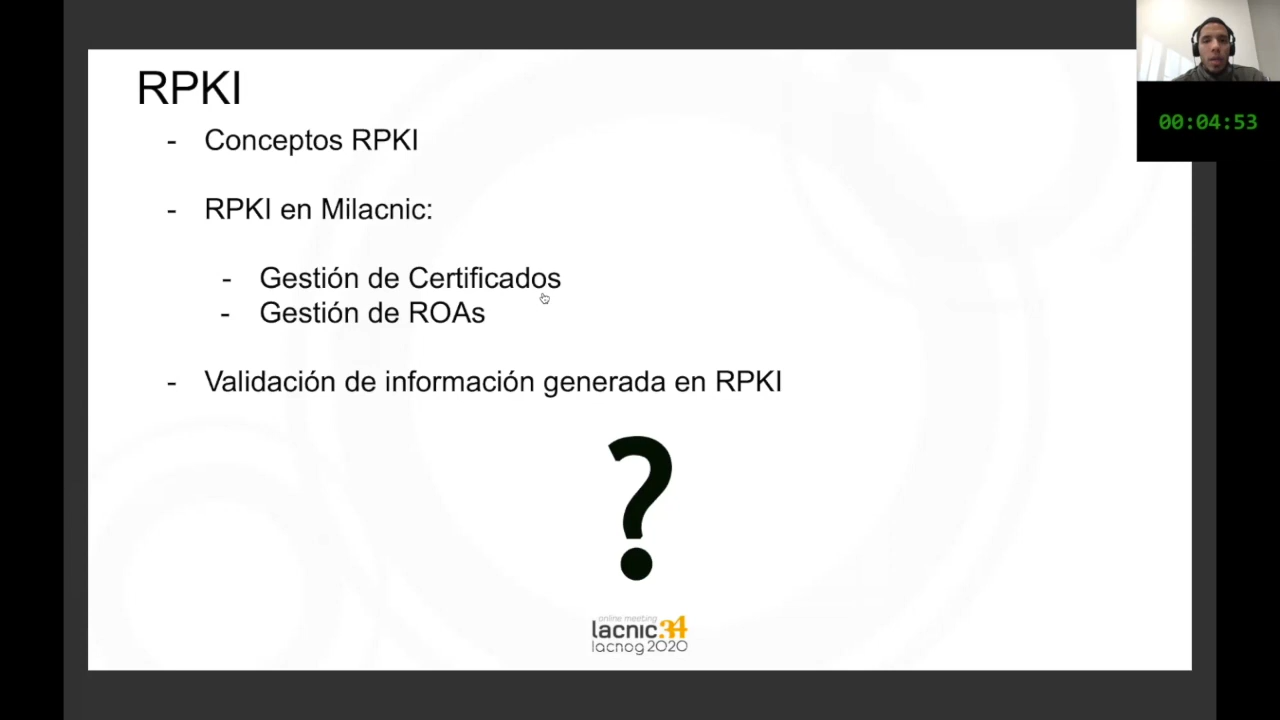 RPKI
- Conceptos RPKI
- RPKI en Milacnic:
- Gestión de Certificados
- Gestión de ROAs
- Validación de información generada en RPKI
?
online meeting
lacnic34
lacnog2020
00:04:53